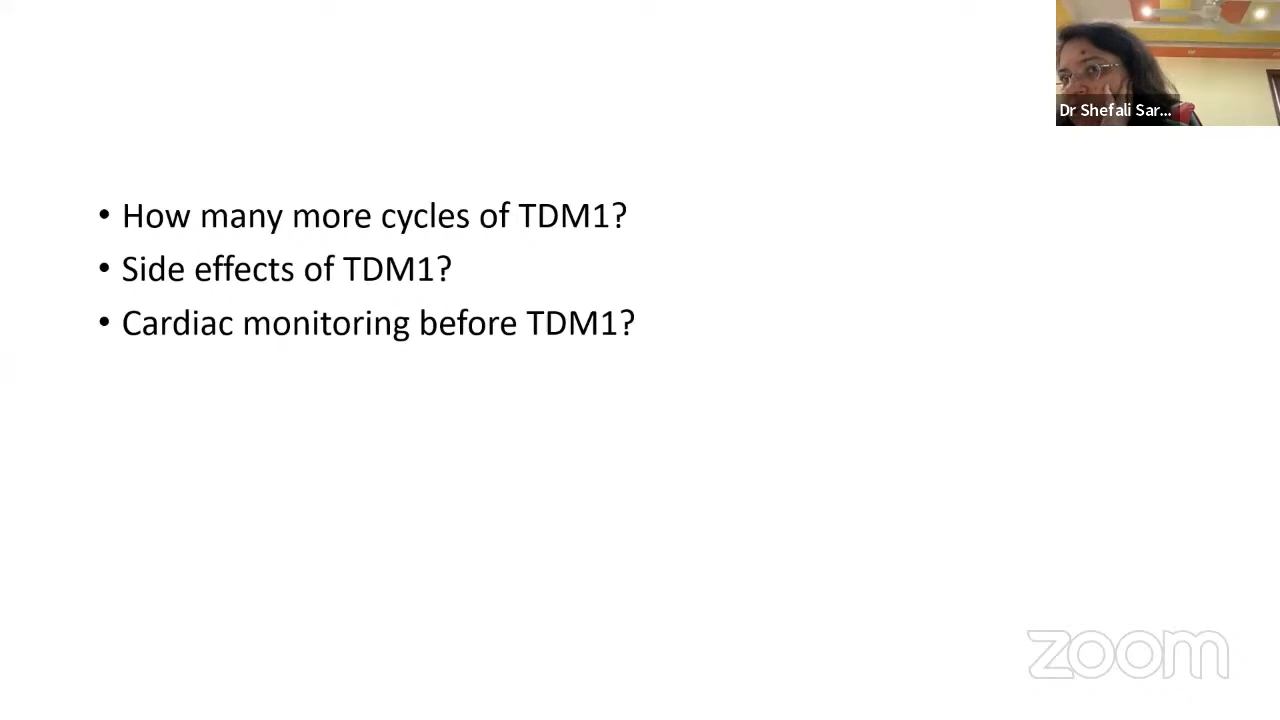 Dr Shefali Sar...
• How many more cycles of TDM1?
• Side effects of TDM1?
• Cardiac monitoring before TDM1?
zoom